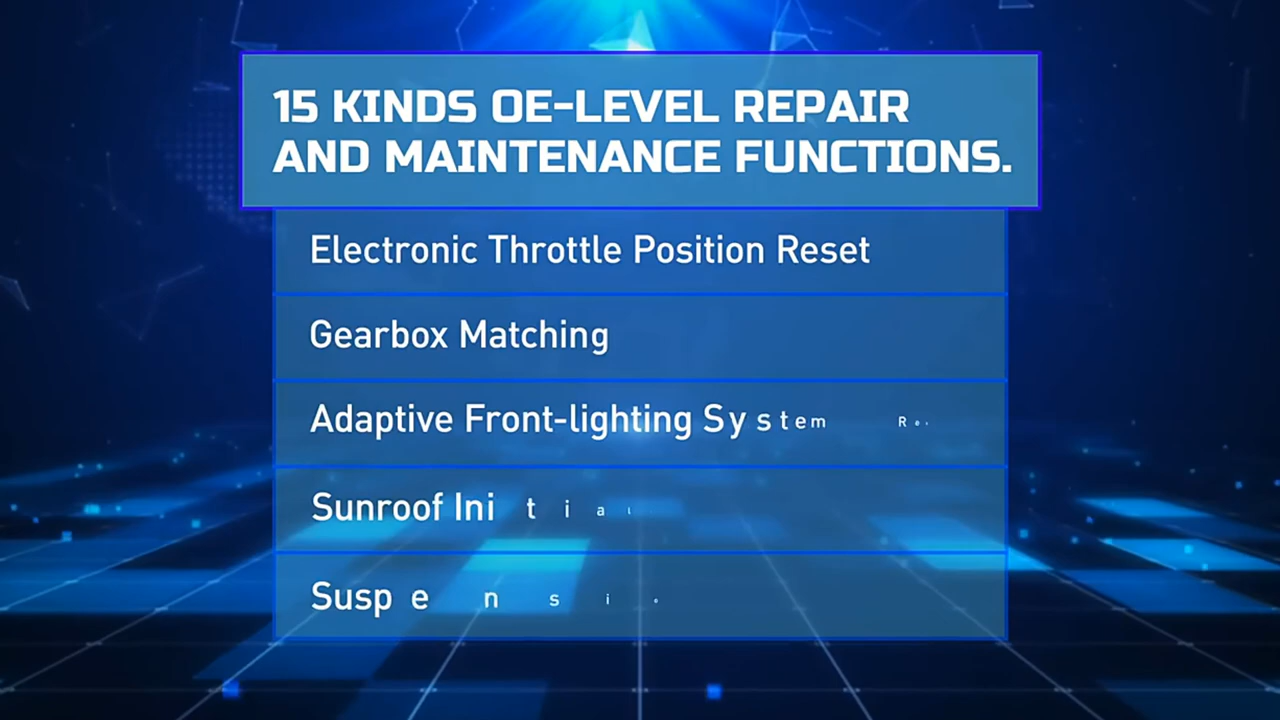 15 KINDS OE-LEVEL REPAIR
AND MAINTENANCE FUNCTIONS.
Electronic Throttle Position Reset
Gearbox Matching
Adaptive Front-lighting System
Sunroof